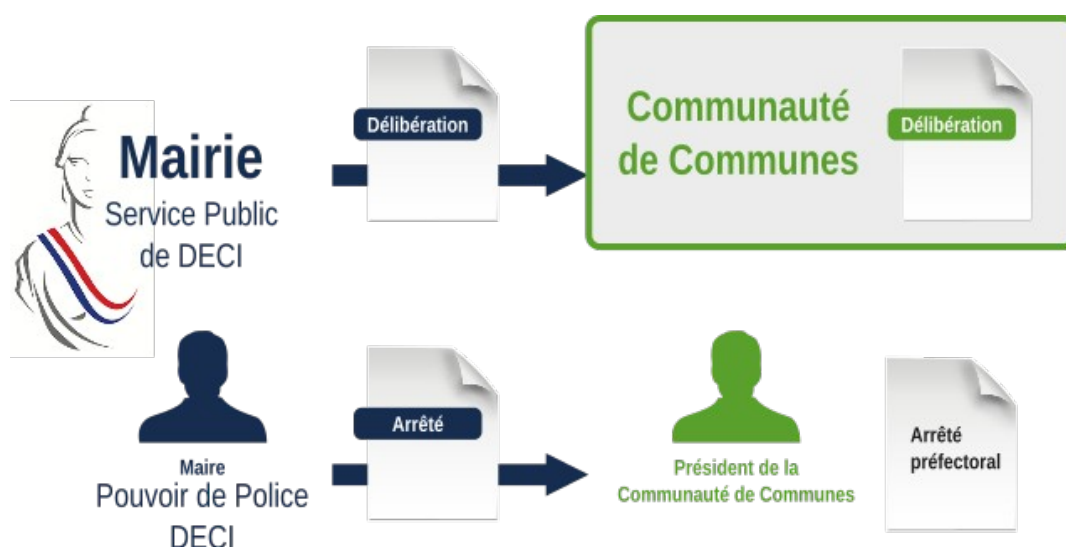 Mairie
Service Public
de DECI
Délibération
Communauté
de Communes
Délibération
Maire
Pouvoir de Police
DECI
Arrêté
Président de la
Communauté de Communes
Arrêté
préfectoral